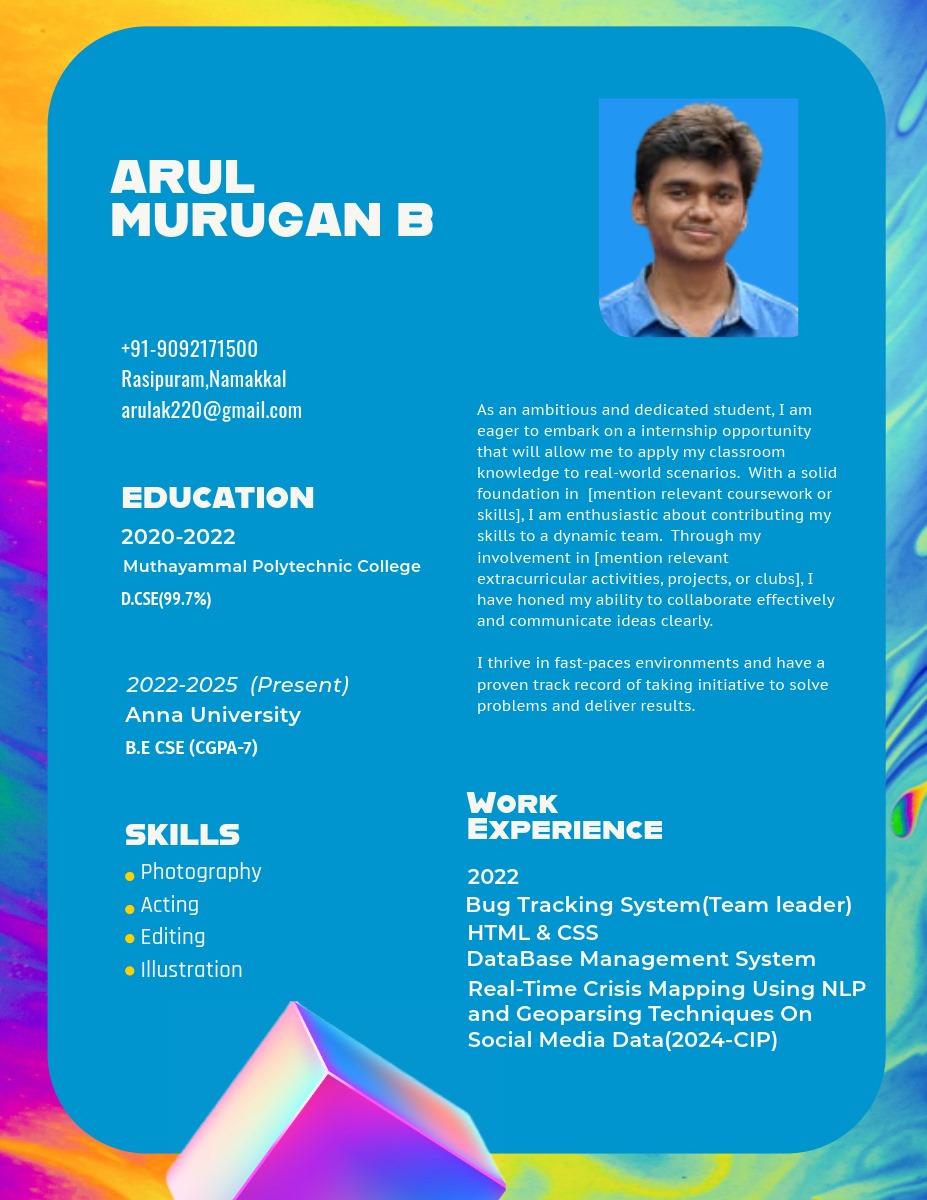 ARUL
MURUGAN B
+91-9092171500
Rasipuram,Namakkal
arulak220@gmail.com
EDUCATION
2020-2022
Muthayammal Polytechnic College
D.CSE(99.7%)
2022-2025 (Present)
Anna University
B.E CSE (CGPA-7)
SKILLS
Photography
Acting
Editing
Illustration
As an ambitious and dedicated student, I am
eager to embark on a internship opportunity
that will allow me to apply my classroom
knowledge to real-world scenarios. With a solid
foundation in [mention relevant coursework or
skills], I am enthusiastic about contributing my
skills to a dynamic team. Through my
involvement in [mention relevant
extracurricular activities, projects, or clubs], I
have honed my ability to collaborate effectively
and communicate ideas clearly.
I thrive in fast-paces environments and have a
proven track record of taking initiative to solve
problems and deliver results.
WORK
EXPERIENCE
2022
Bug Tracking System(Team leader)
HTML & CSS
DataBase Management System
Real-Time Crisis Mapping Using NLP
and Geoparsing Techniques On
Social Media Data(2024-CIP)